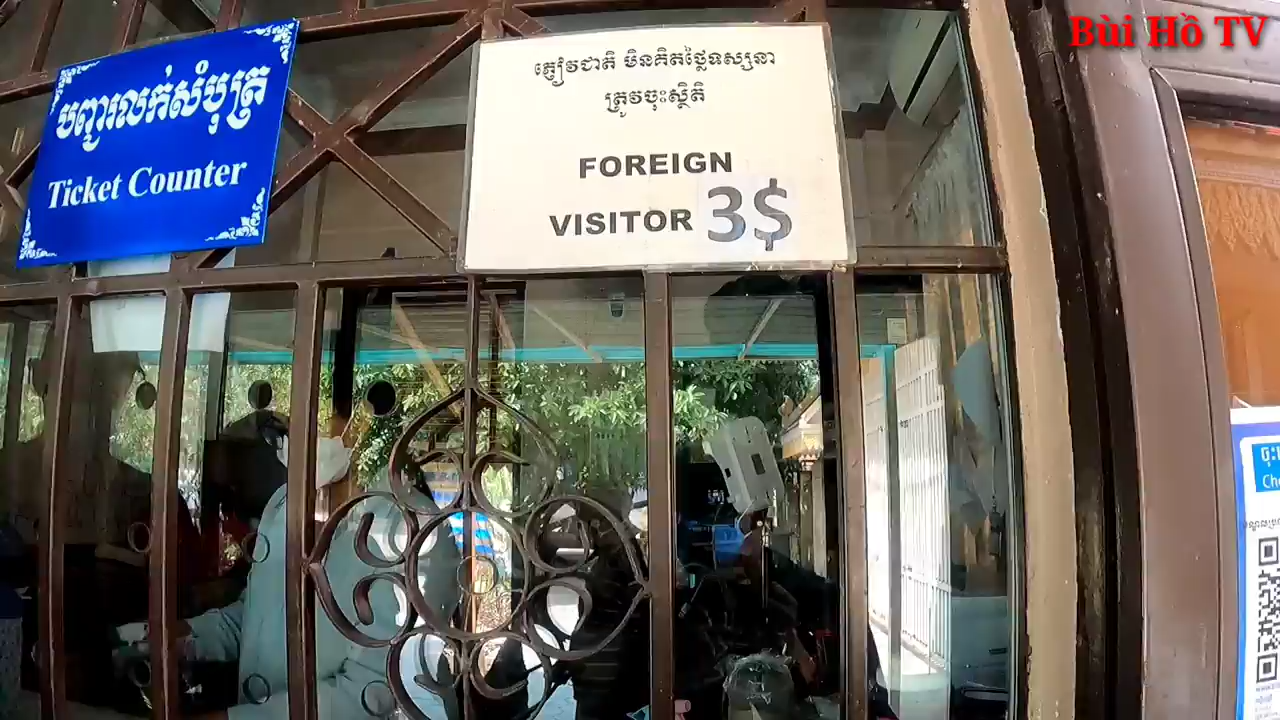 បញ្ជរលក់សំបុត្រ
Ticket Counter
ភ្ញៀវជាតិ មិនគិតថ្លៃទស្សនា
ត្រូវចុះស្ថិតិ
FOREIGN
VISITOR 3$
Bùi Hồ TV